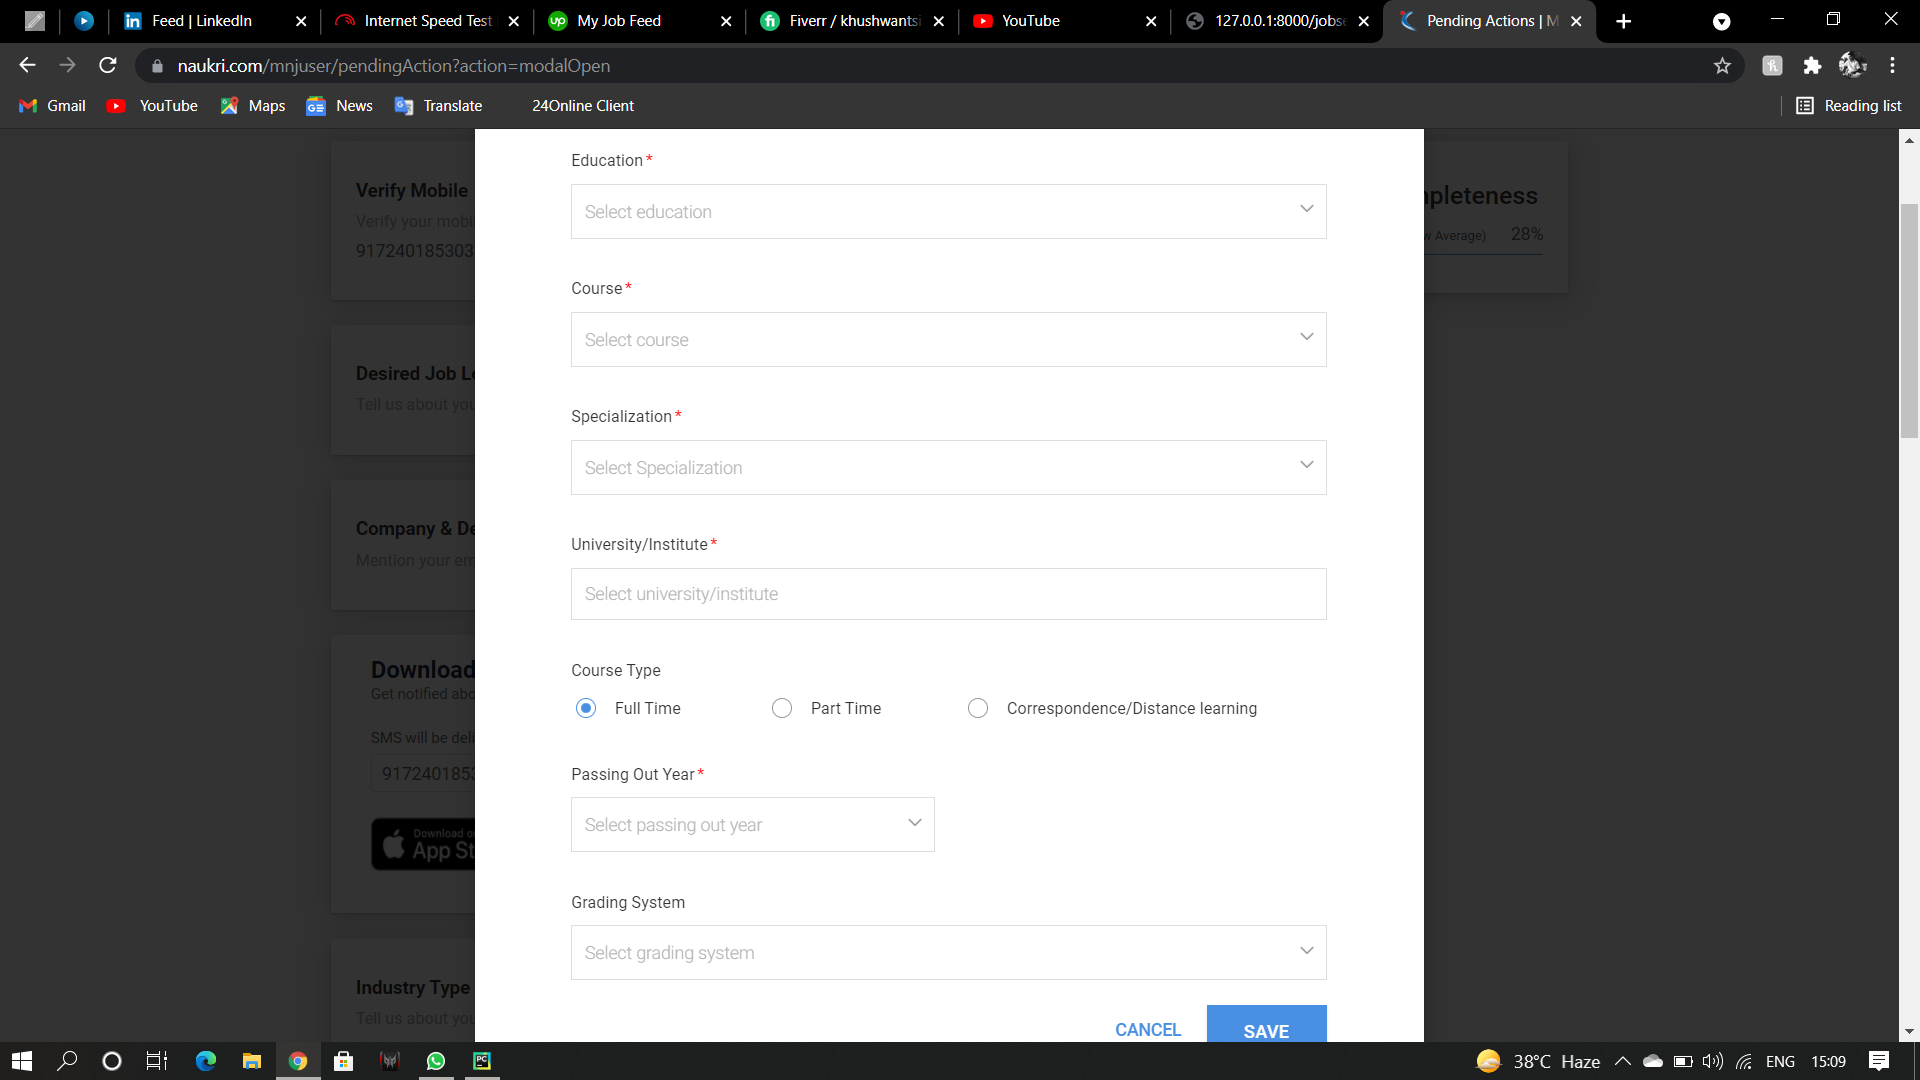 Feed | LinkedIn
Internet Speed Test
My Job Feed
Fiverr / khushwantsi
YouTube
127.0.0.1:8000/jobse
Pending Actions | M
naukri.com/mnjuser/pendingAction?action=modalOpen
Gmail
YouTube
Maps
News
Translate
24Online Client
Reading list
Verify Mobile
Verify your mobi
917240185303
Desired Job Lo
Tell us about you
Company & De
Mention your em
Download
Get notified abo
SMS will be deli
9172401853
Download o
App St
Industry Type
Tell us about you
Education*
Select education
Course*
Select course
Specialization*
Select Specialization
University/Institute*
Select university/institute
Course Type
Full Time
Part Time
Correspondence/Distance learning
Passing Out Year*
Select passing out year
Grading System
Select grading system
CANCEL
SAVE
mpleteness
w Average) 28%
38°C Haze
ENG
15:09